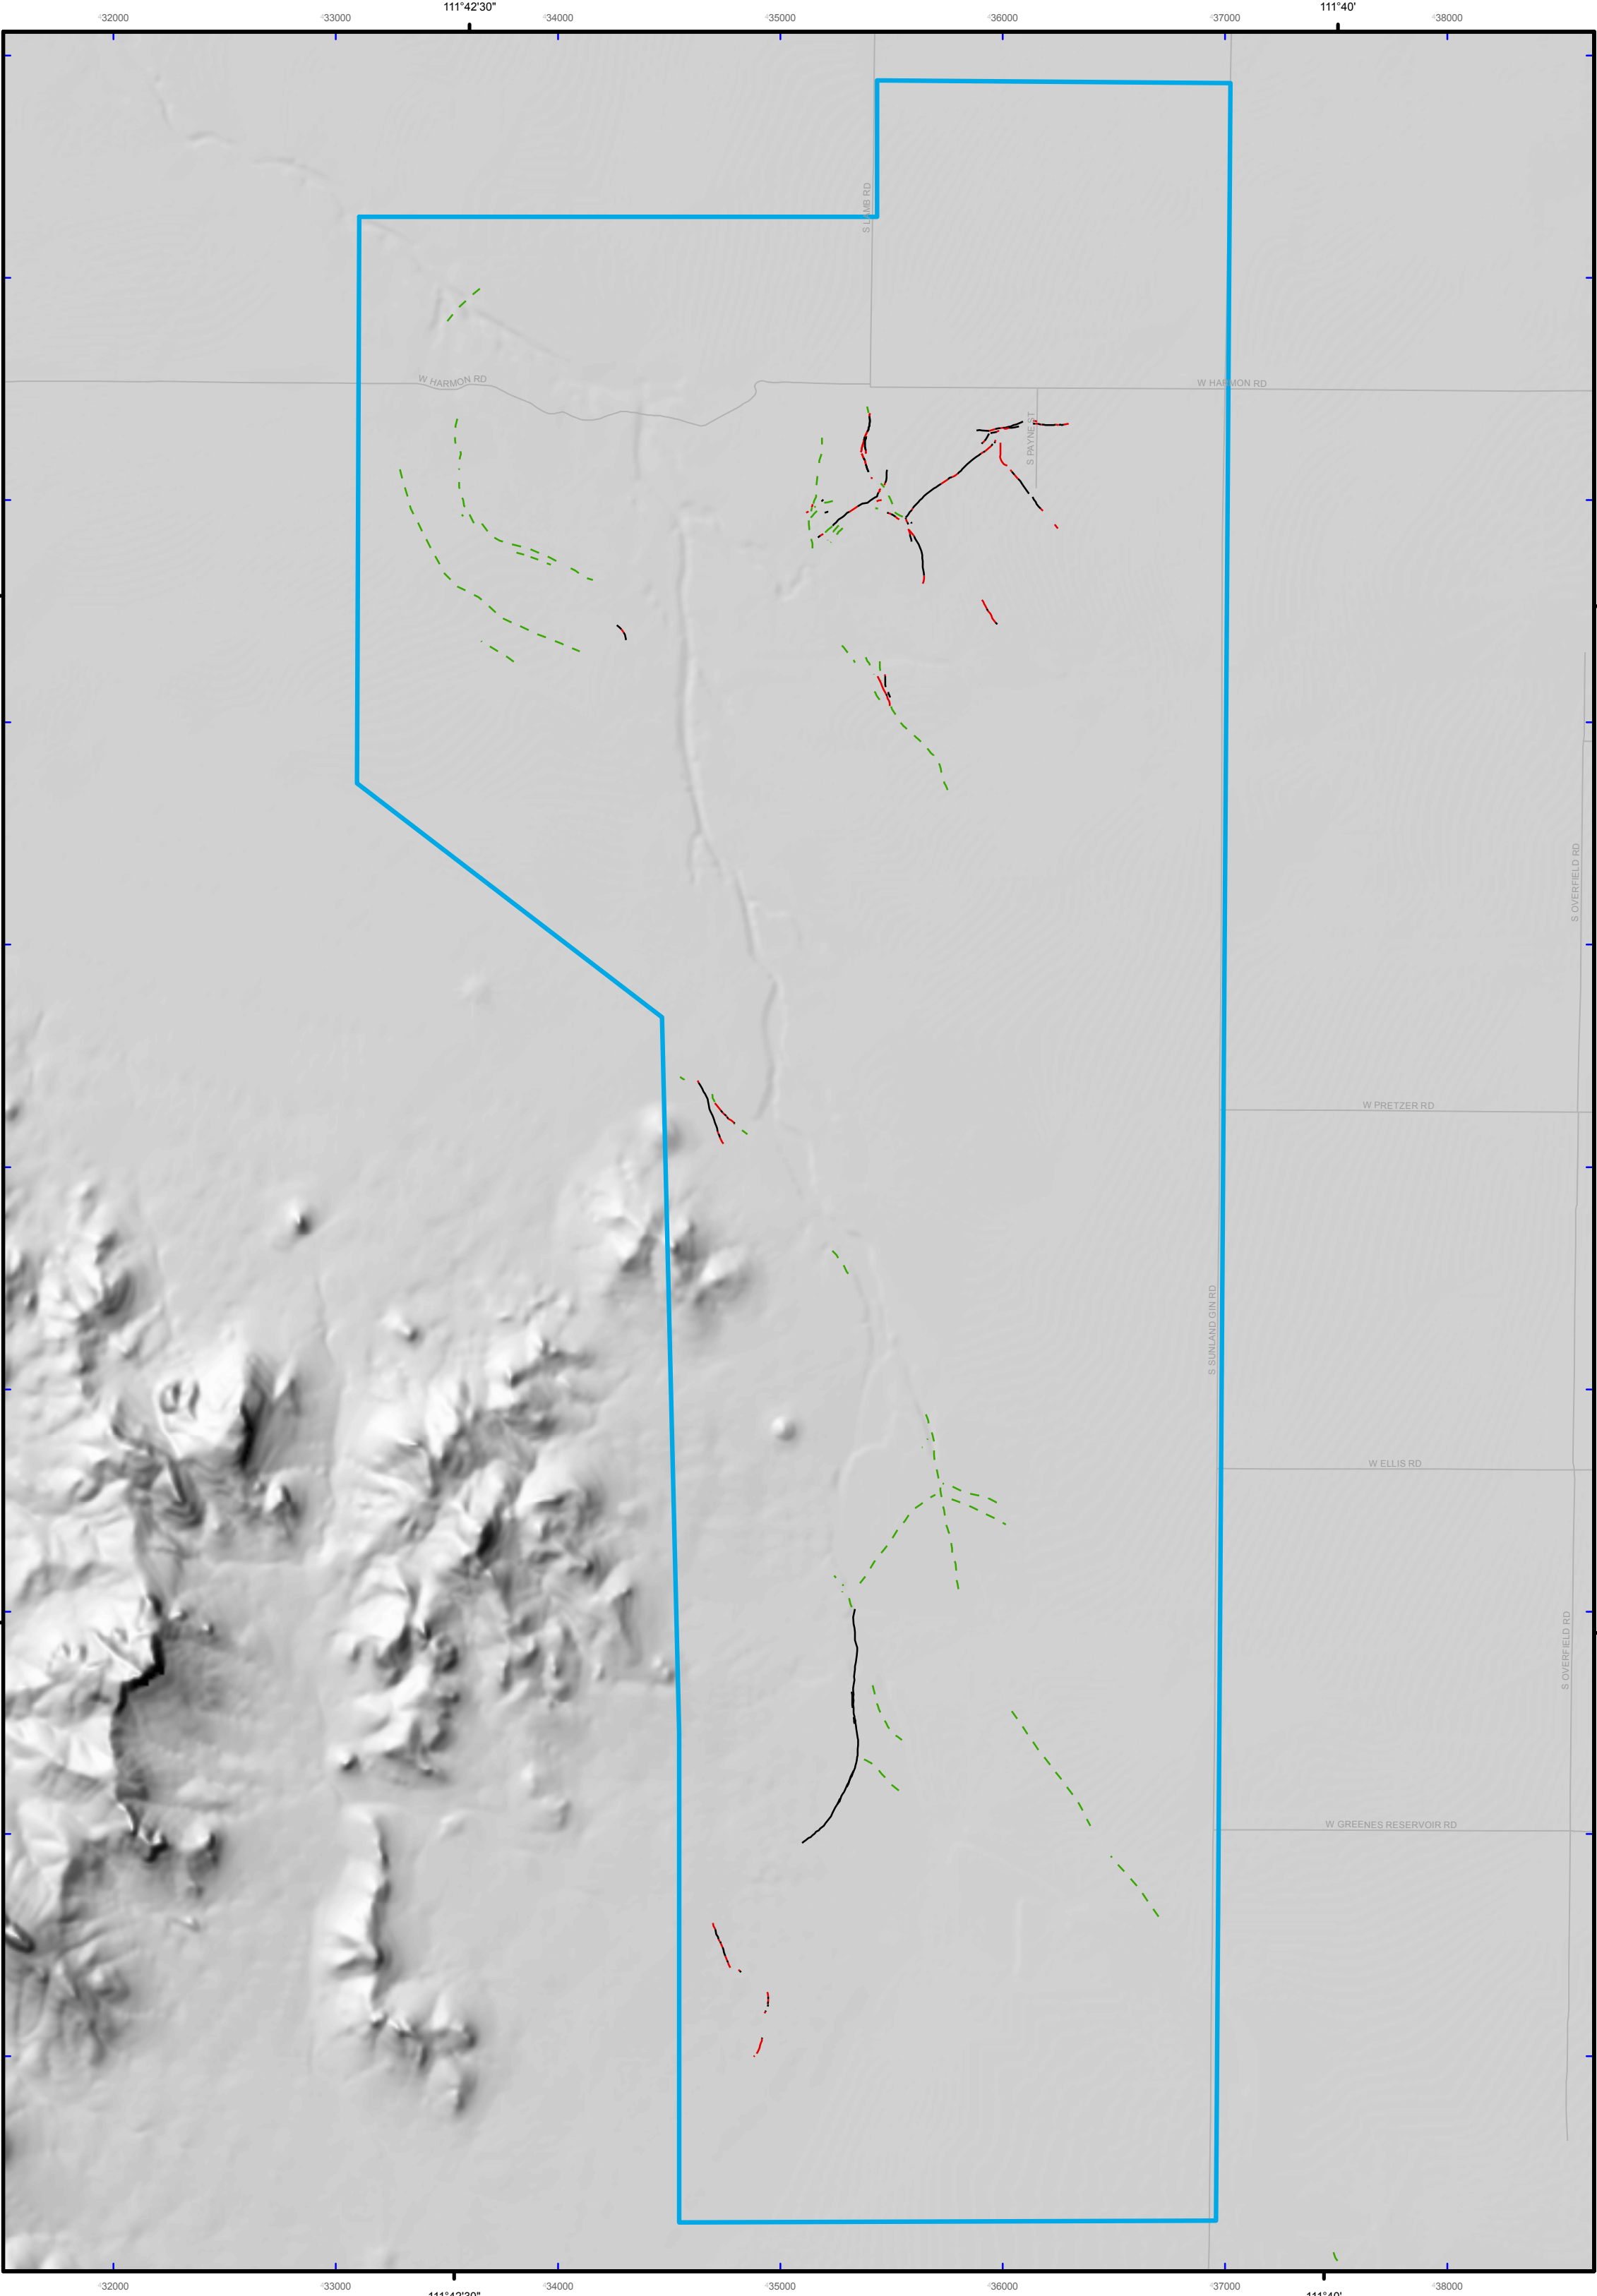 111°42'30" 111°40'
32000 33000 34000 35000 36000 37000 38000
S LAMB RD
W HARMON RD
W HARMON RD
S PAYNE ST
S OVERFIELD RD
W PRETZER RD
S SUNLAND GIN RD
W ELLIS RD
S OVERFIELD RD
W GREENES RESERVOIR RD
32000 33000 34000 35000 36000 37000 38000
111°42'30" 111°40'